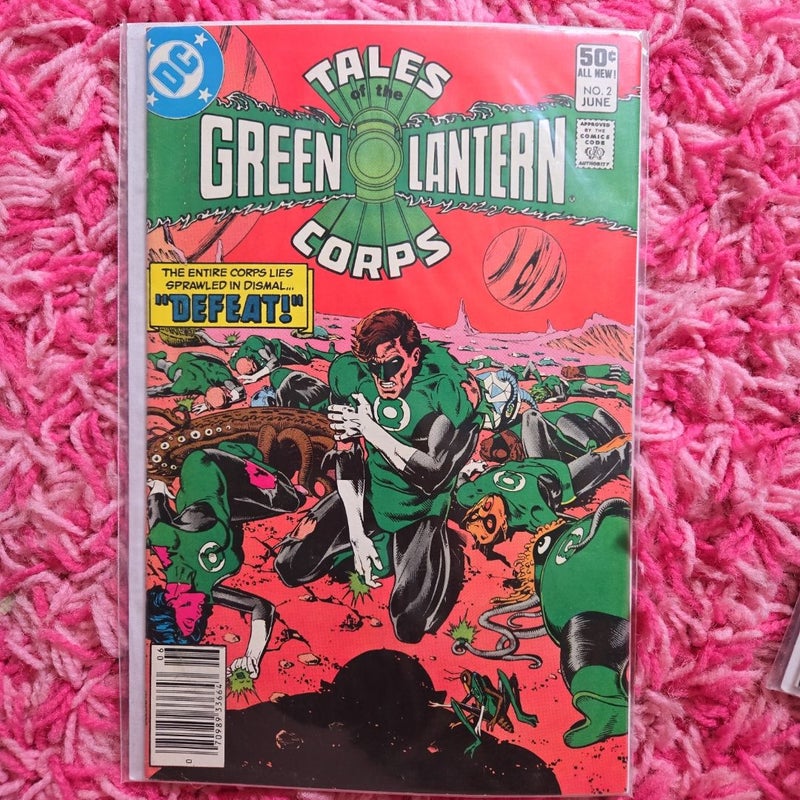 DC
TALES
of the
GREEN LANTERN
CORPS
50¢
ALL NEW!
NO. 2
JUNE
APPROVED
BY THE
COMICS
CODE
AUTHORITY
THE ENTIRE CORPS LIES
SPRAWLED IN DISMAL...
"DEFEAT!"
06
0 70989 33664